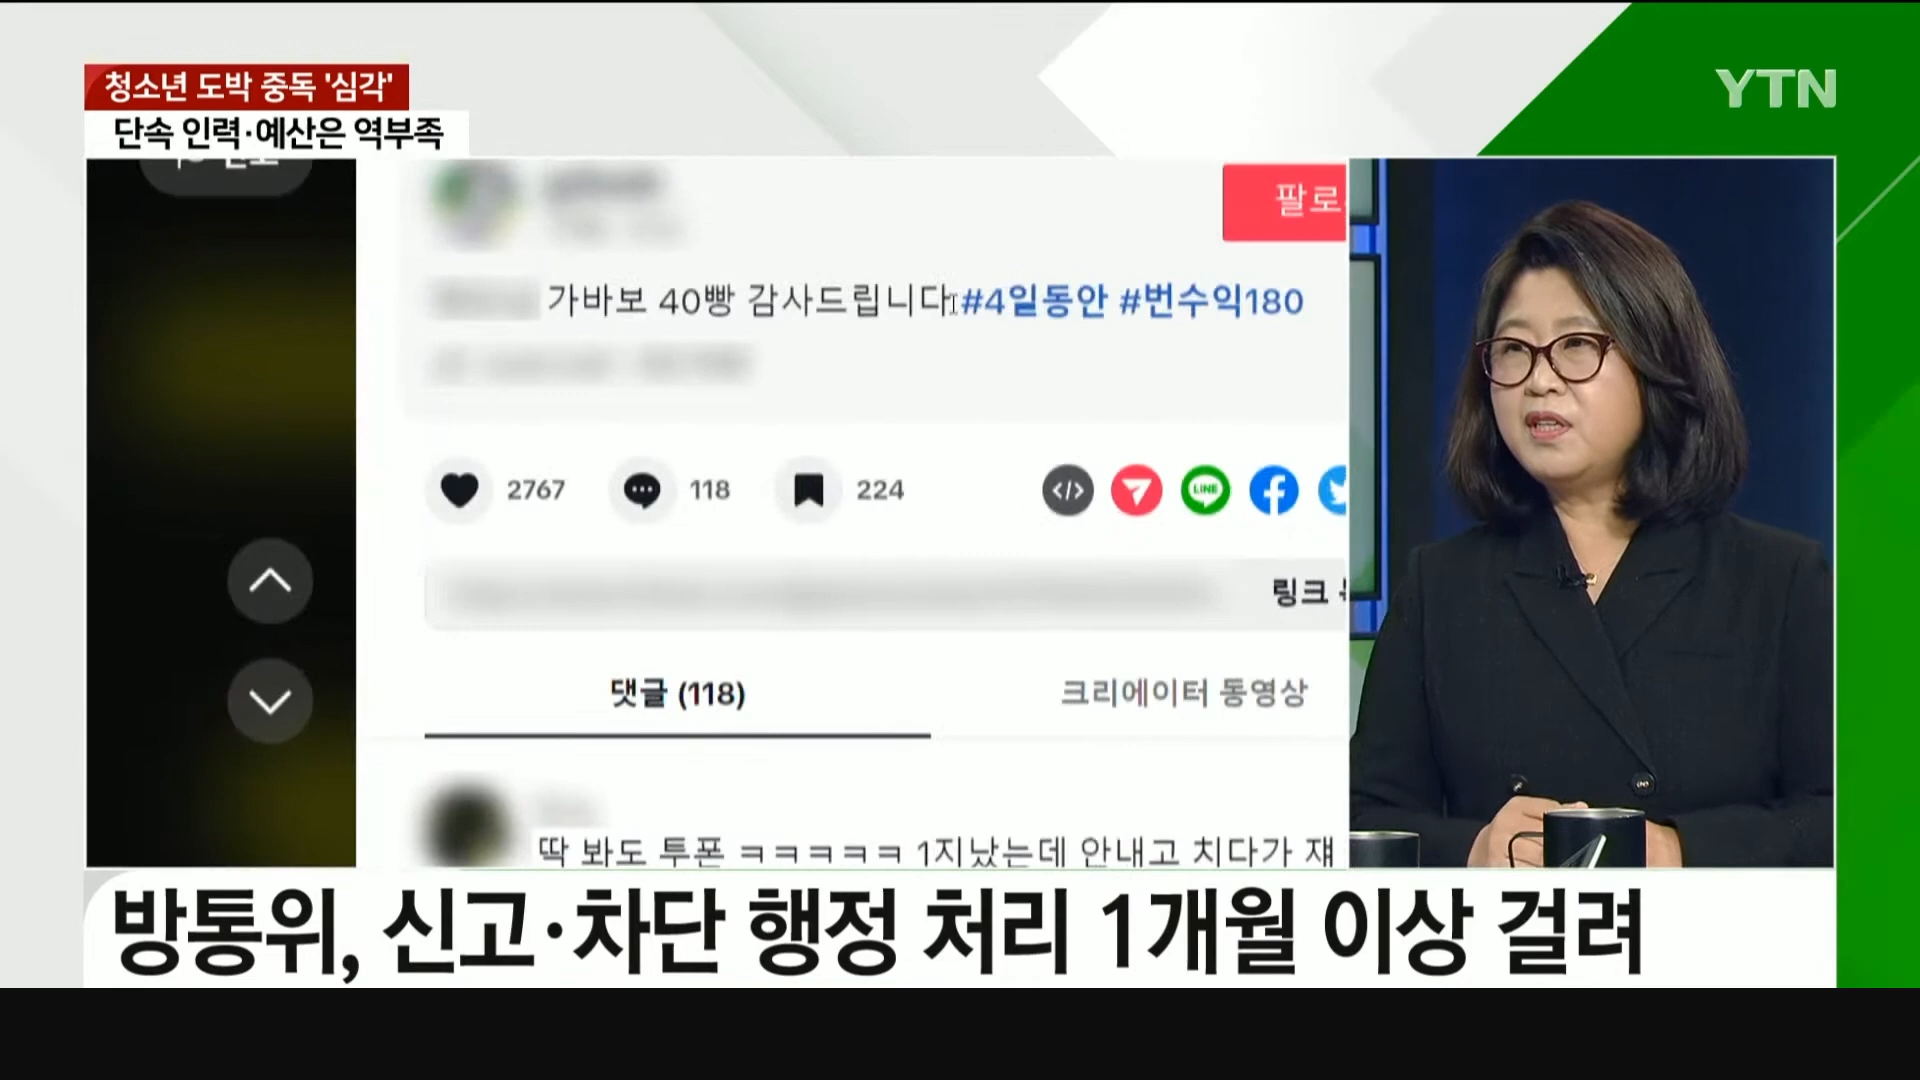 청소년 도박 중독 '심각'
단속 인력·예산은 역부족
YTN
팔로
가바보 40빵 감사드립니다 #4일동안 #번수익180
2767 118 224
LINE
링크
댓글 (118) 크리에이터 동영상
딱 봐도 투폰 ㅋㅋㅋㅋㅋ 1지났는데 안내고 치다가 쟤
방통위, 신고·차단 행정 처리 1개월 이상 걸려